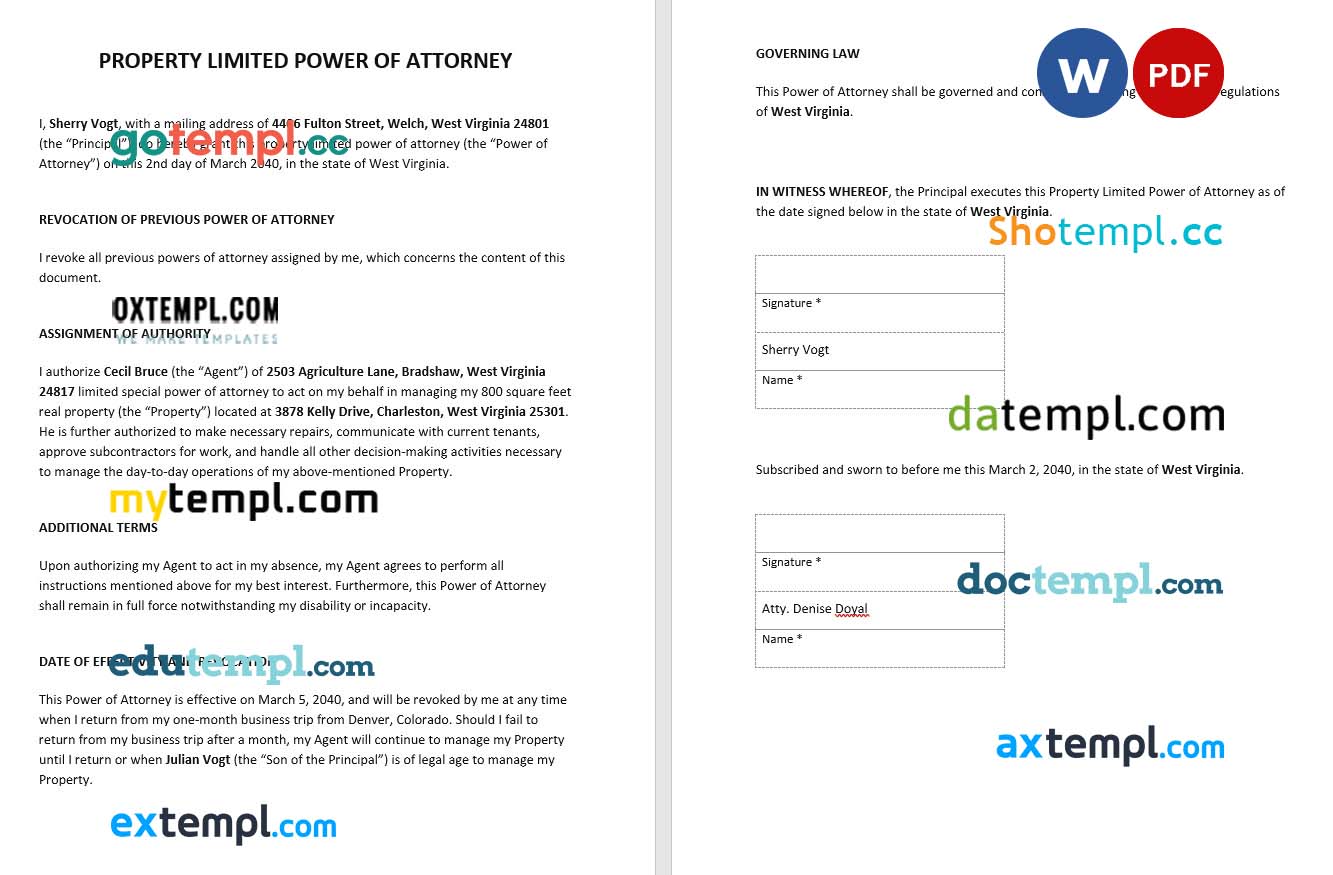 PROPERTY LIMITED POWER OF ATTORNEY
I, Sherry Vogt, with a mailing address of 4406 Fulton Street, Welch, West Virginia 24801
(the “Principal”) do hereby grant this property limited power of attorney (the “Power of
Attorney”) on this 2nd day of March 2040, in the state of West Virginia.
gotempl.cc
REVOCATION OF PREVIOUS POWER OF ATTORNEY
I revoke all previous powers of attorney assigned by me, which concerns the content of this
document.
OXTEMPL.COM
WE MAKE TEMPLATES
ASSIGNMENT OF AUTHORITY
I authorize Cecil Bruce (the “Agent”) of 2503 Agriculture Lane, Bradshaw, West Virginia
24817 limited special power of attorney to act on my behalf in managing my 800 square feet
real property (the “Property”) located at 3878 Kelly Drive, Charleston, West Virginia 25301.
He is further authorized to make necessary repairs, communicate with current tenants,
approve subcontractors for work, and handle all other decision-making activities necessary
to manage the day-to-day operations of my above-mentioned Property.
mytempl.com
ADDITIONAL TERMS
Upon authorizing my Agent to act in my absence, my Agent agrees to perform all
instructions mentioned above for my best interest. Furthermore, this Power of Attorney
shall remain in full force notwithstanding my disability or incapacity.
DATE OF EFFECTIVITY AND REVOCATION
edutempl.com
This Power of Attorney is effective on March 5, 2040, and will be revoked by me at any time
when I return from my one-month business trip from Denver, Colorado. Should I fail to
return from my business trip after a month, my Agent will continue to manage my Property
until I return or when Julian Vogt (the “Son of the Principal”) is of legal age to manage my
Property.
extempl.com
GOVERNING LAW
W PDF
This Power of Attorney shall be governed and egulations
of West Virginia.
IN WITNESS WHEREOF, the Principal executes this Property Limited Power of Attorney as of
the date signed below in the state of West Virginia.
Shotempl.cc
Signature *
Sherry Vogt
Name *
datempl.com
Subscribed and sworn to before me this March 2, 2040, in the state of West Virginia.
Signature *
doctempl.com
Atty. Denise Doyal
Name *
axtempl.com